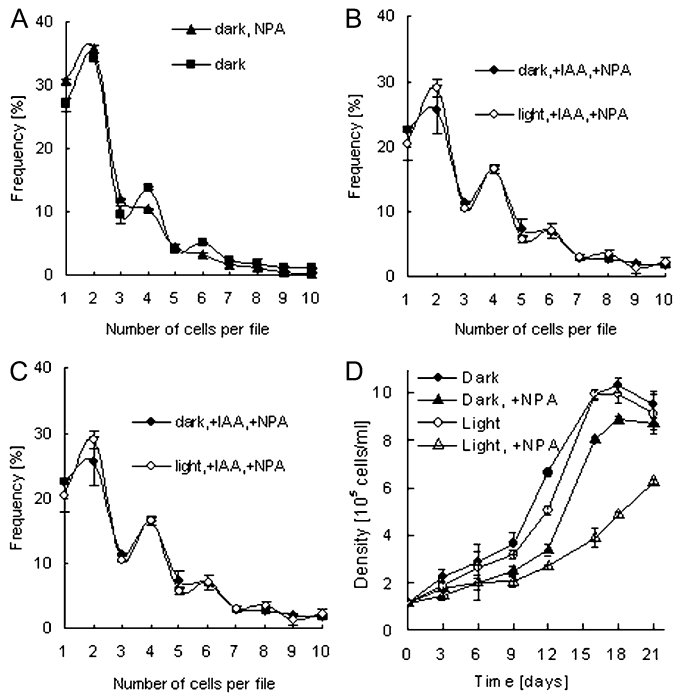 A
dark, NPA
dark
Frequency [%]
40
30
20
10
0
1 2 3 4 5 6 7 8 9 10
Number of cells per file
B
dark,+IAA,+NPA
light,+IAA,+NPA
Frequency [%]
40
30
20
10
0
1 2 3 4 5 6 7 8 9 10
Number of cells per file
C
dark,+IAA,+NPA
light,+IAA,+NPA
Frequency [%]
40
30
20
10
0
1 2 3 4 5 6 7 8 9 10
Number of cells per file
D
Dark
Dark, +NPA
Light
Light, +NPA
Density [10⁵ cells/ml]
10
8
6
4
2
0
0 3 6 9 12 15 18 21
Time [days]